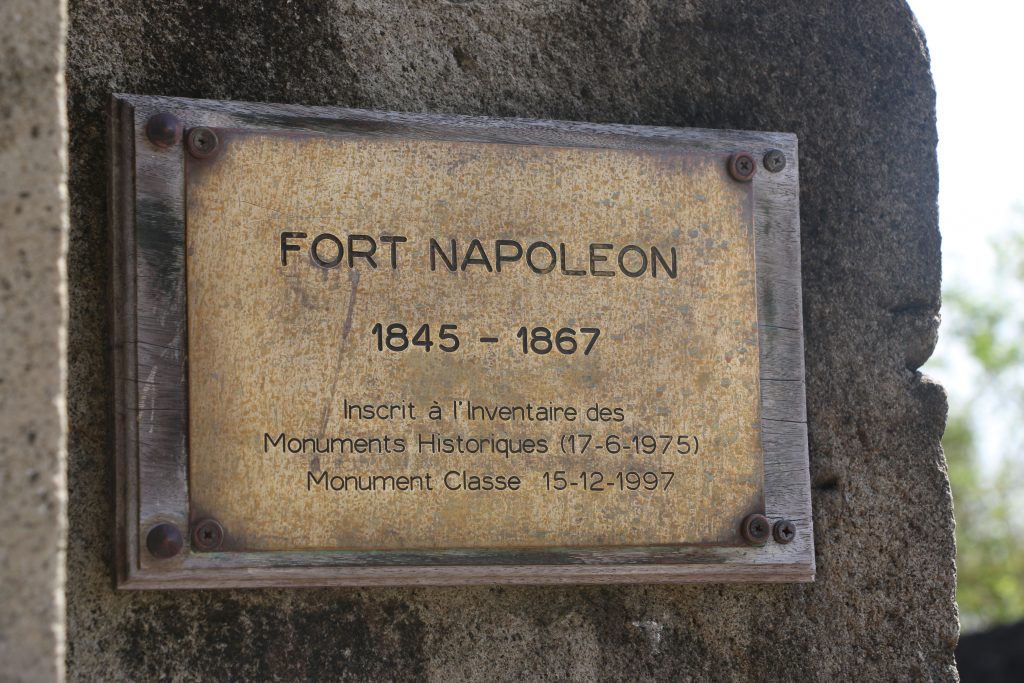 FORT NAPOLEON
1845 - 1867
Inscrit à l'Inventaire des
Monuments Historiques (17-6-1975)
Monument Classe 15-12-1997